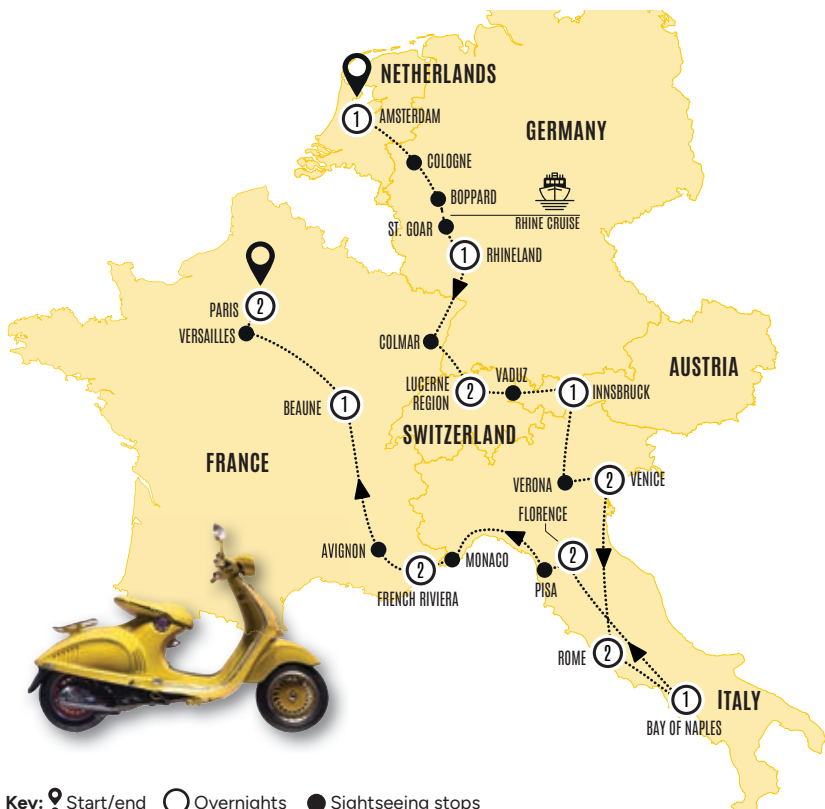 NETHERLANDS
1 AMSTERDAM
GERMANY
COLOGNE
BOPPARD
RHINE CRUISE
ST. GOAR
1 RHINELAND
PARIS 2
VERSAILLES
COLMAR
AUSTRIA
LUCERNE
REGION
2
VADUZ
1 INNSBRUCK
BEAUNE 1
SWITZERLAND
FRANCE
VERONA
2 VENICE
FLORENCE
2
AVIGNON
MONACO
2
FRENCH RIVIERA
PISA
ROME 2
1
ITALY
BAY OF NAPLES
Key: Start/end Overnights Sightseeing stops